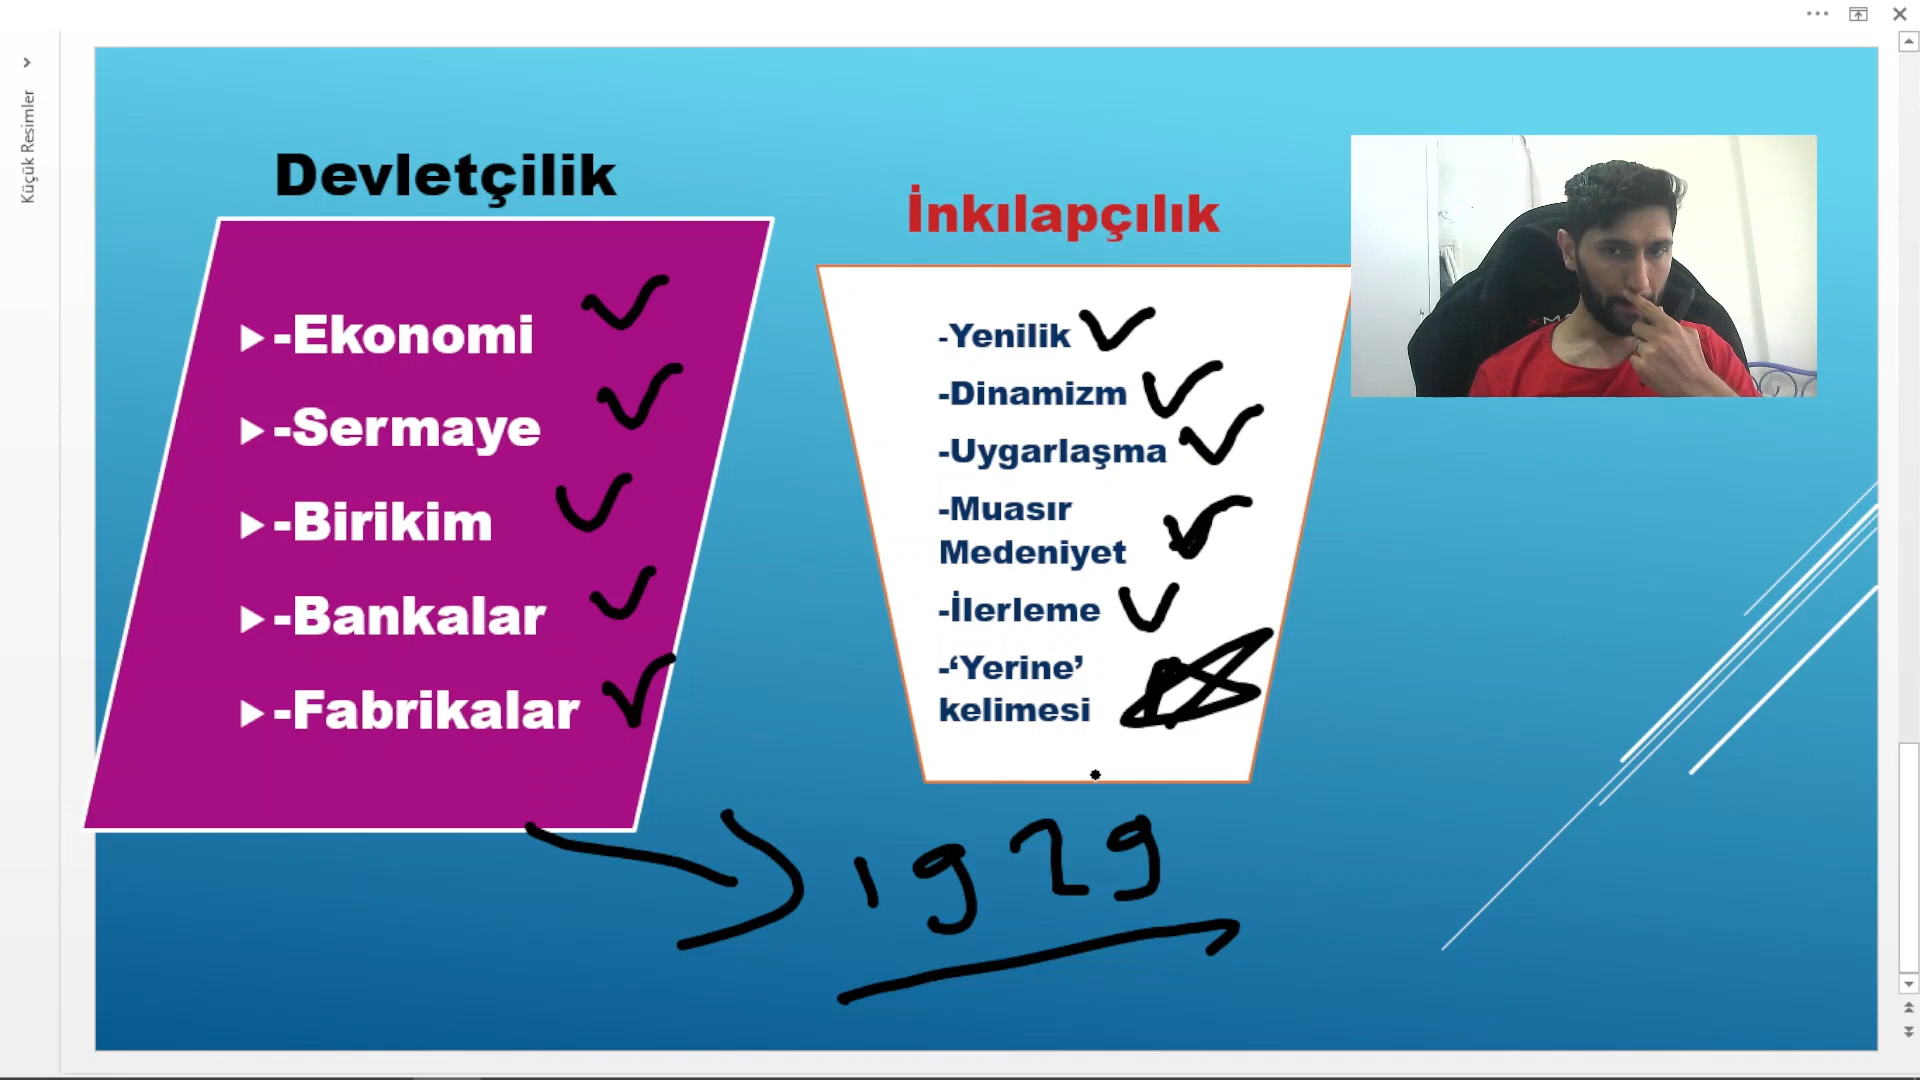 Küçük Resimler
Devletçilik
-Ekonomi
-Sermaye
-Birikim
-Bankalar
-Fabrikalar
İnkılapçılık
-Yenilik
-Dinamizm
-Uygarlaşma
-Muasır
Medeniyet
-İlerleme
-‘Yerine’
kelimesi
1929